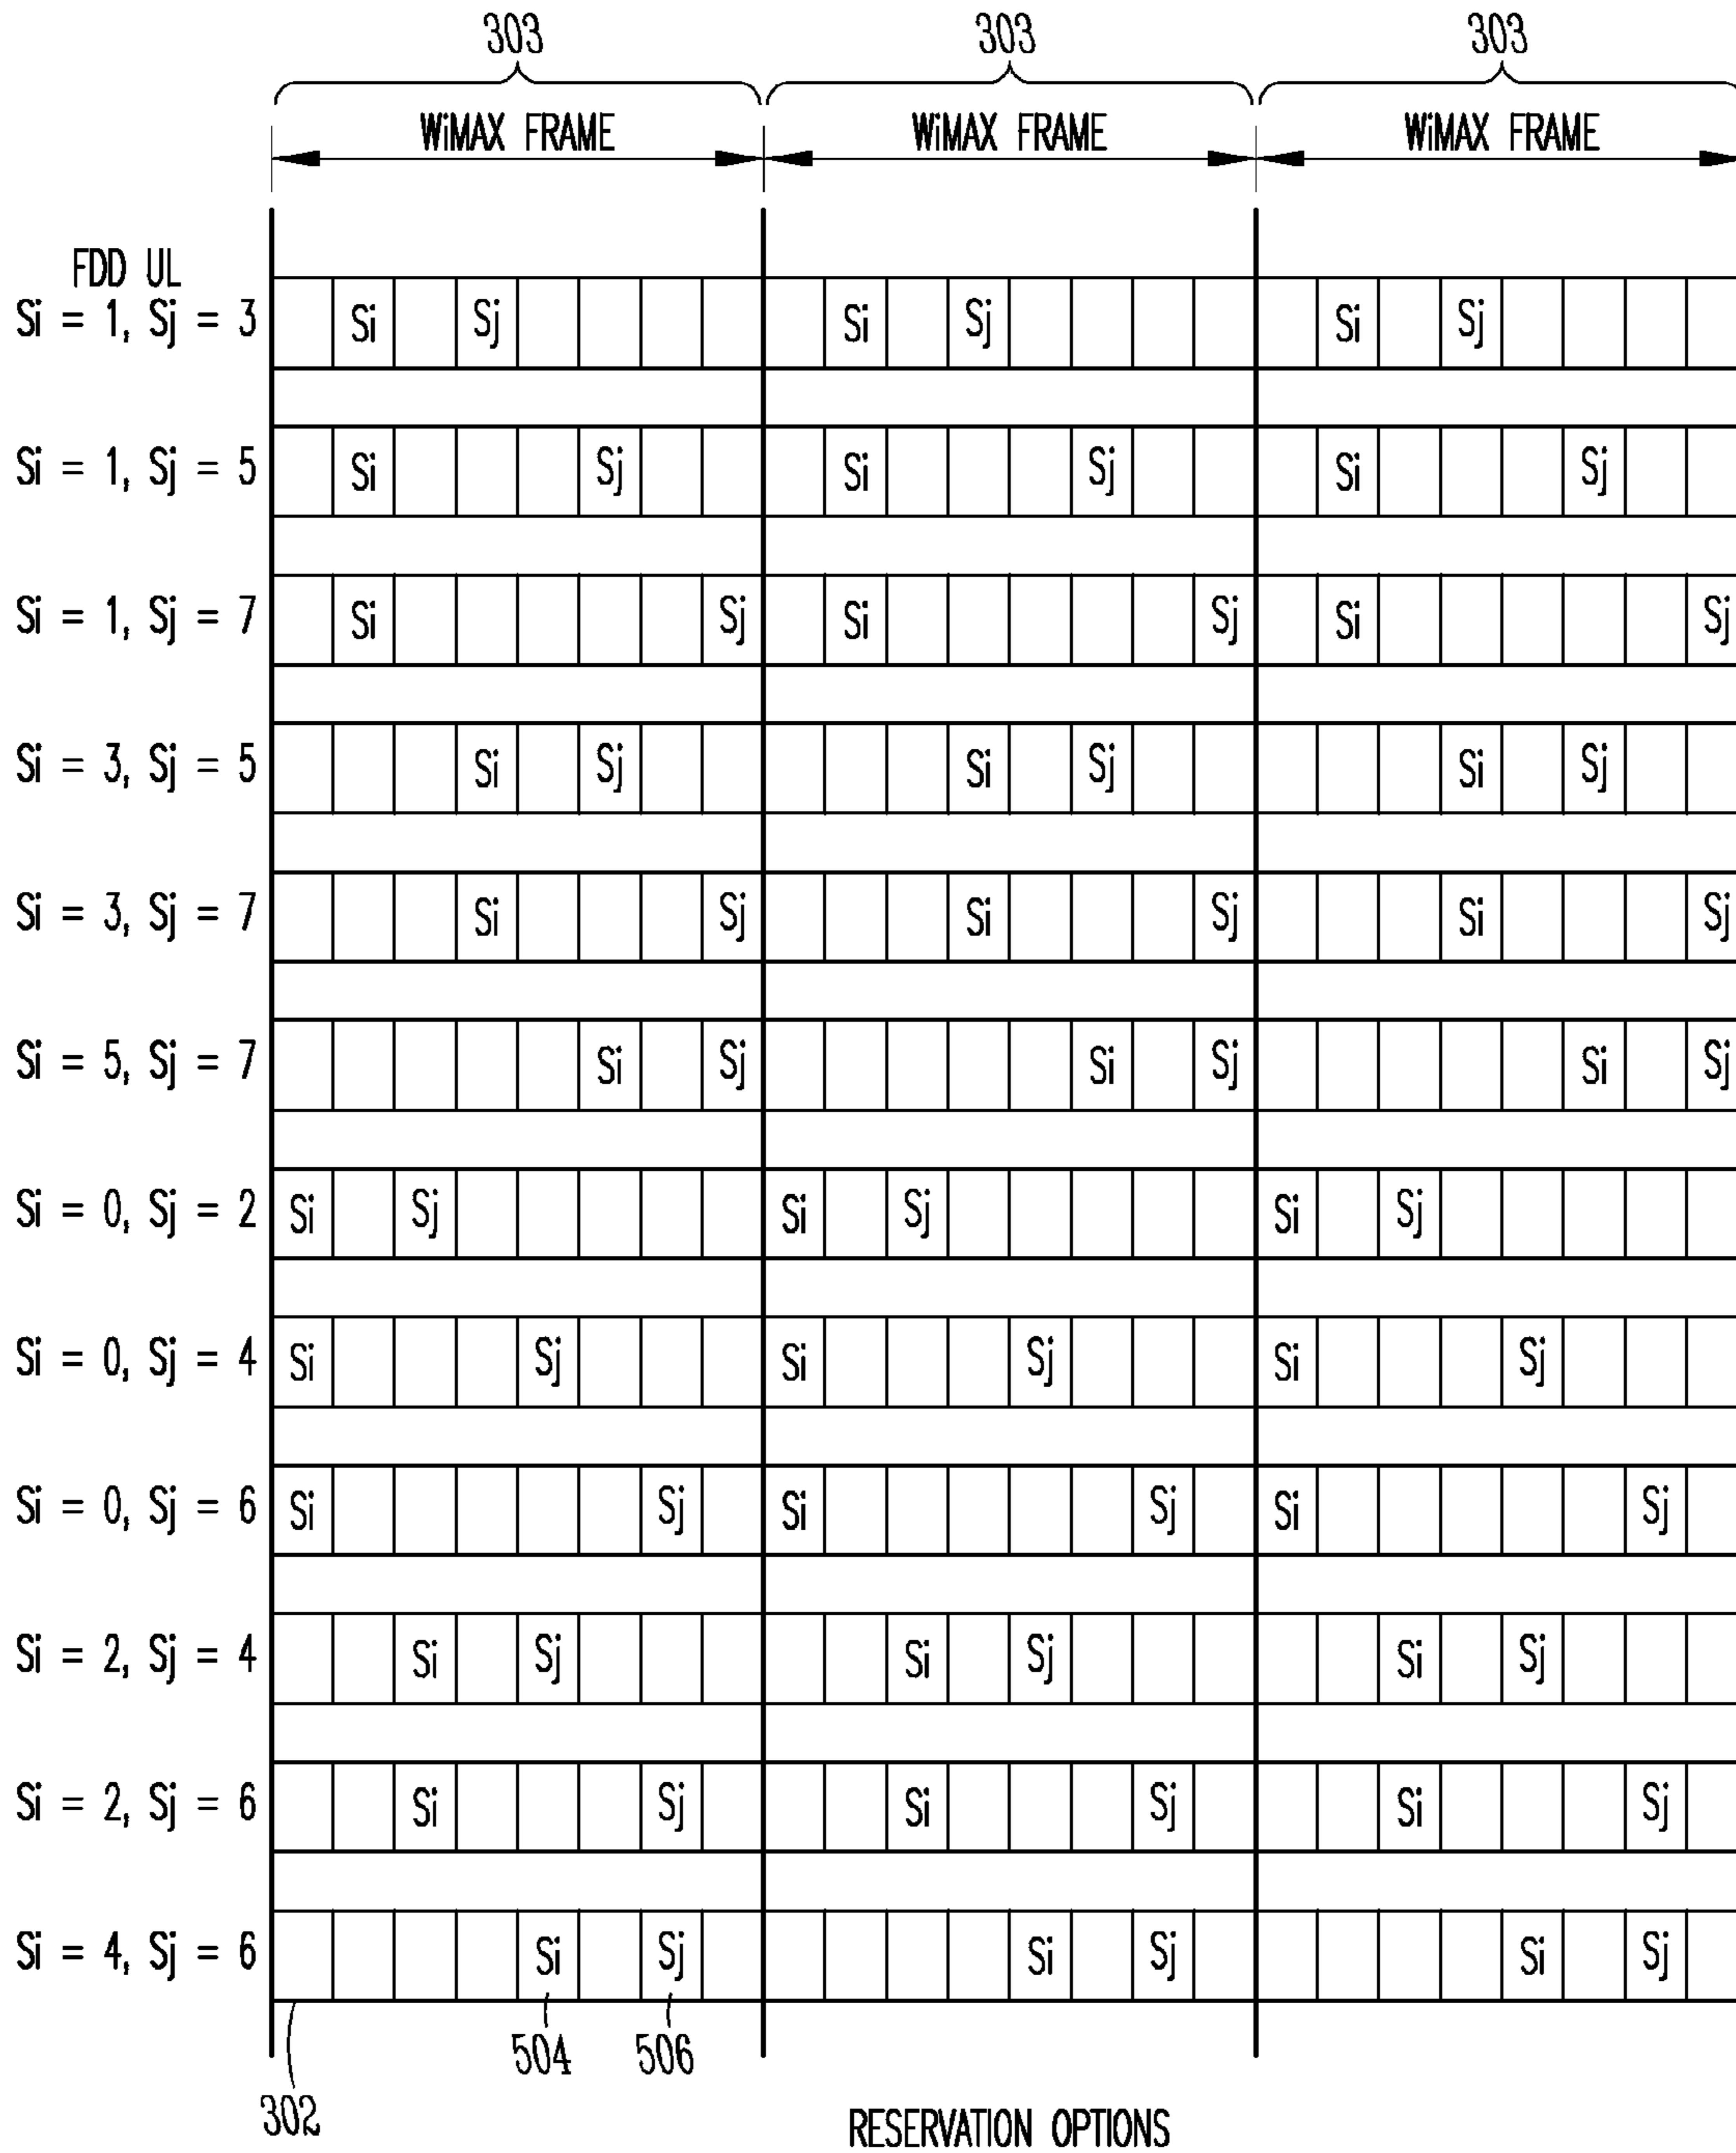 303 303 303
WiMAX FRAME WiMAX FRAME WiMAX FRAME
FDD UL
Si = 1, Sj = 3 Si Sj Si Sj Si Sj
Si = 1, Sj = 5 Si Sj Si Sj Si Sj
Si = 1, Sj = 7 Si Sj Si Sj Si Sj
Si = 3, Sj = 5 Si Sj Si Sj Si Sj
Si = 3, Sj = 7 Si Sj Si Sj Si Sj
Si = 5, Sj = 7 Si Sj Si Sj Si Sj
Si = 0, Sj = 2 Si Sj Si Sj Si Sj
Si = 0, Sj = 4 Si Sj Si Sj Si Sj
Si = 0, Sj = 6 Si Sj Si Sj Si Sj
Si = 2, Sj = 4 Si Sj Si Sj Si Sj
Si = 2, Sj = 6 Si Sj Si Sj Si Sj
Si = 4, Sj = 6 Si Sj Si Sj Si Sj
504 506
302
RESERVATION OPTIONS